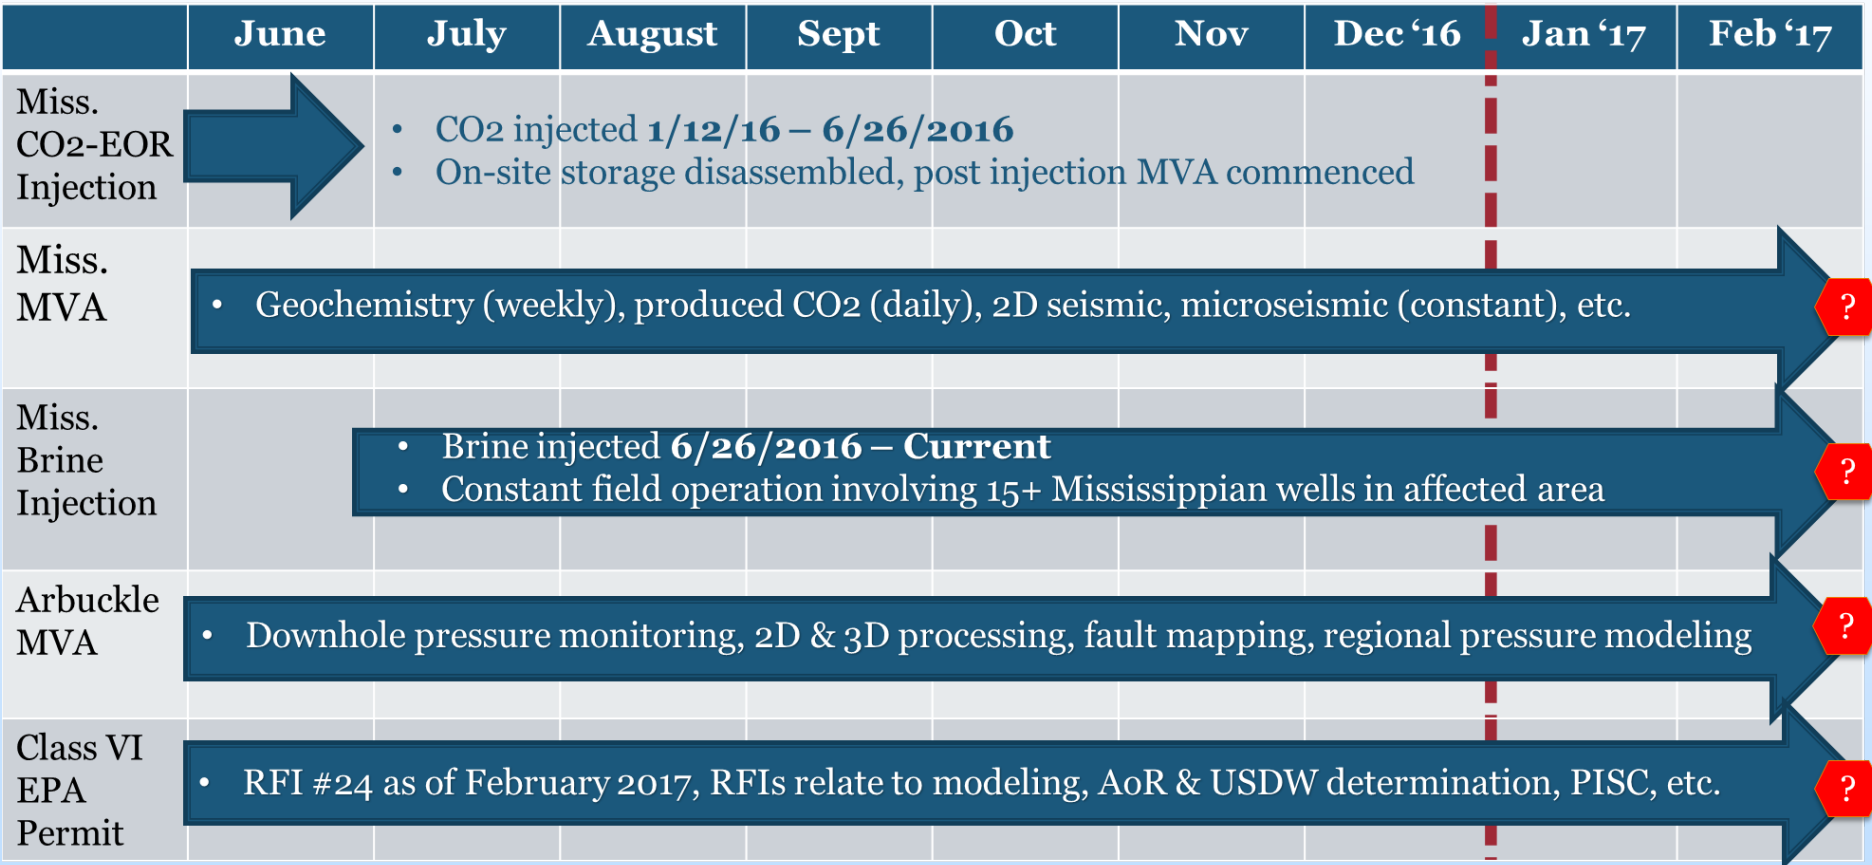 June July August Sept Oct Nov Dec ‘16 Jan ‘17 Feb ‘17
Miss.
CO2-EOR
Injection
• CO2 injected 1/12/16 – 6/26/2016
• On-site storage disassembled, post injection MVA commenced
Miss.
MVA
• Geochemistry (weekly), produced CO2 (daily), 2D seismic, microseismic (constant), etc.
?
Miss.
Brine
Injection
• Brine injected 6/26/2016 – Current
• Constant field operation involving 15+ Mississippian wells in affected area
?
Arbuckle
MVA
• Downhole pressure monitoring, 2D & 3D processing, fault mapping, regional pressure modeling
?
Class VI
EPA
Permit
• RFI #24 as of February 2017, RFIs relate to modeling, AoR & USDW determination, PISC, etc.
?